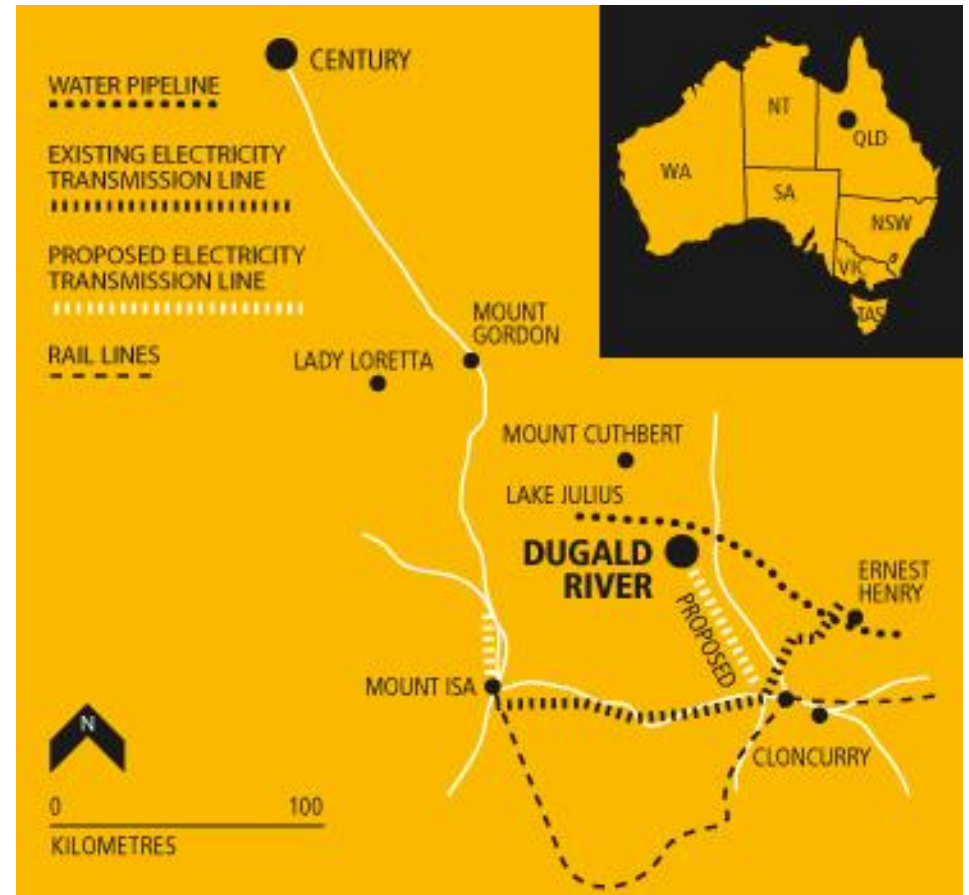 CENTURY
WATER PIPELINE
EXISTING ELECTRICITY
TRANSMISSION LINE
PROPOSED ELECTRICITY
TRANSMISSION LINE
RAIL LINES
NT
QLD
WA
SA
NSW
VIC
TAS
MOUNT
GORDON
LADY LORETTA
MOUNT CUTHBERT
LAKE JULIUS
DUGALD
RIVER
PROPOSED
ERNEST
HENRY
MOUNT ISA
CLONCURRY
N
0 100
KILOMETRES